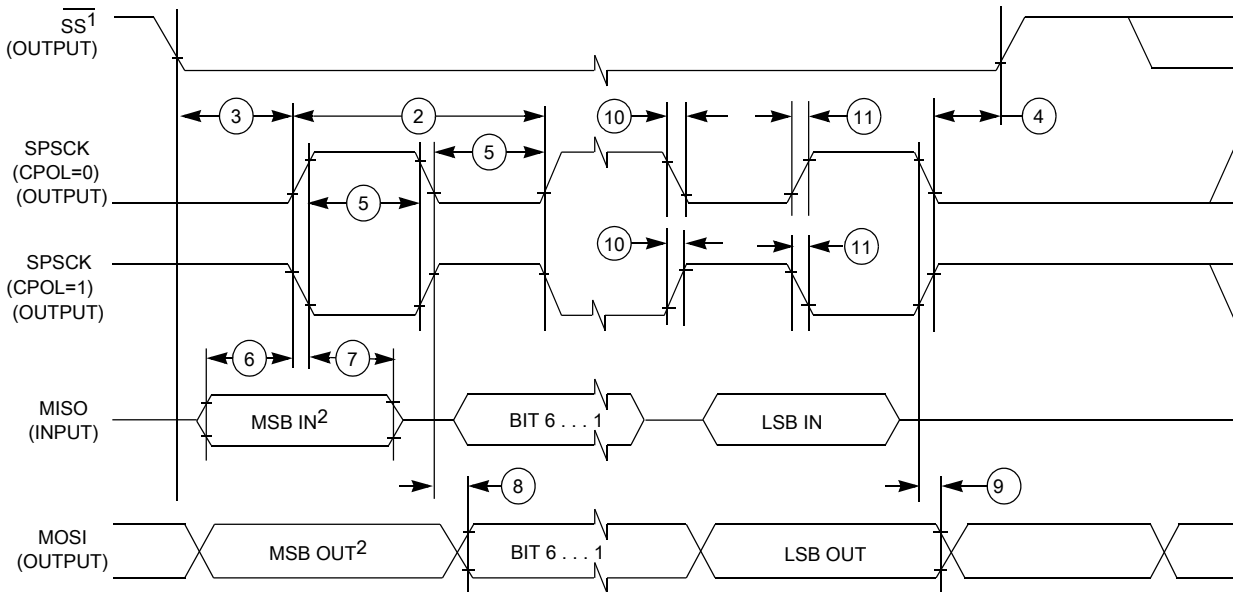 SS1
(OUTPUT)
3
2
10
11
4
SPSCK
(CPOL=0)
(OUTPUT)
5
5
SPSCK
(CPOL=1)
(OUTPUT)
10
11
6
7
MISO
(INPUT)
MSB IN2
BIT 6 . . . 1
LSB IN
8
9
MOSI
(OUTPUT)
MSB OUT2
BIT 6 . . . 1
LSB OUT